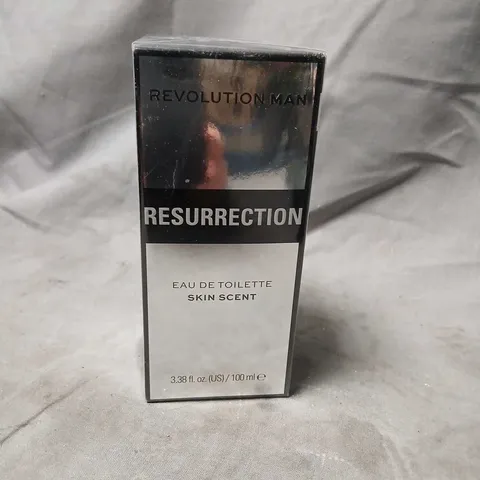 REVOLUTION MAN
RESURRECTION
EAU DE TOILETTE
SKIN SCENT
3.38 fl. oz. (US) / 100 ml ℮